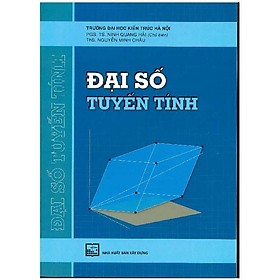 TRƯỜNG ĐẠI HỌC KIẾN TRÚC HÀ NỘI
PGS. TS. NINH QUANG HẢI (Chủ biên)
THS. NGUYỄN MINH CHÂU
ĐẠI SỐ
TUYẾN TÍNH
ĐẠI SỐ TUYẾN TÍNH
NHÀ XUẤT BẢN XÂY DỰNG